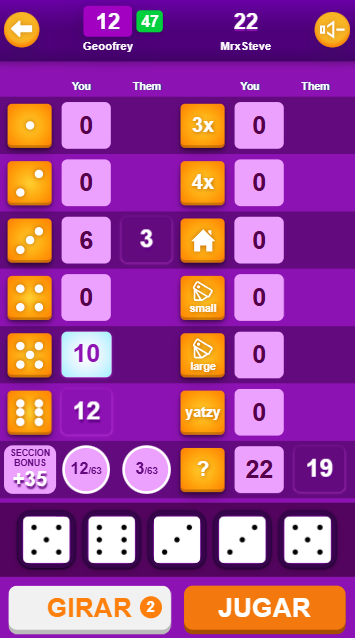 12 47 22
Geoofrey MrxSteve
You Them You Them
0 3x 0
0 4x 0
6 3 0
0 small 0
10 large 0
12 yatzy 0
SECCION BONUS +35 12/63 3/63 ? 22 19
GIRAR 2 JUGAR